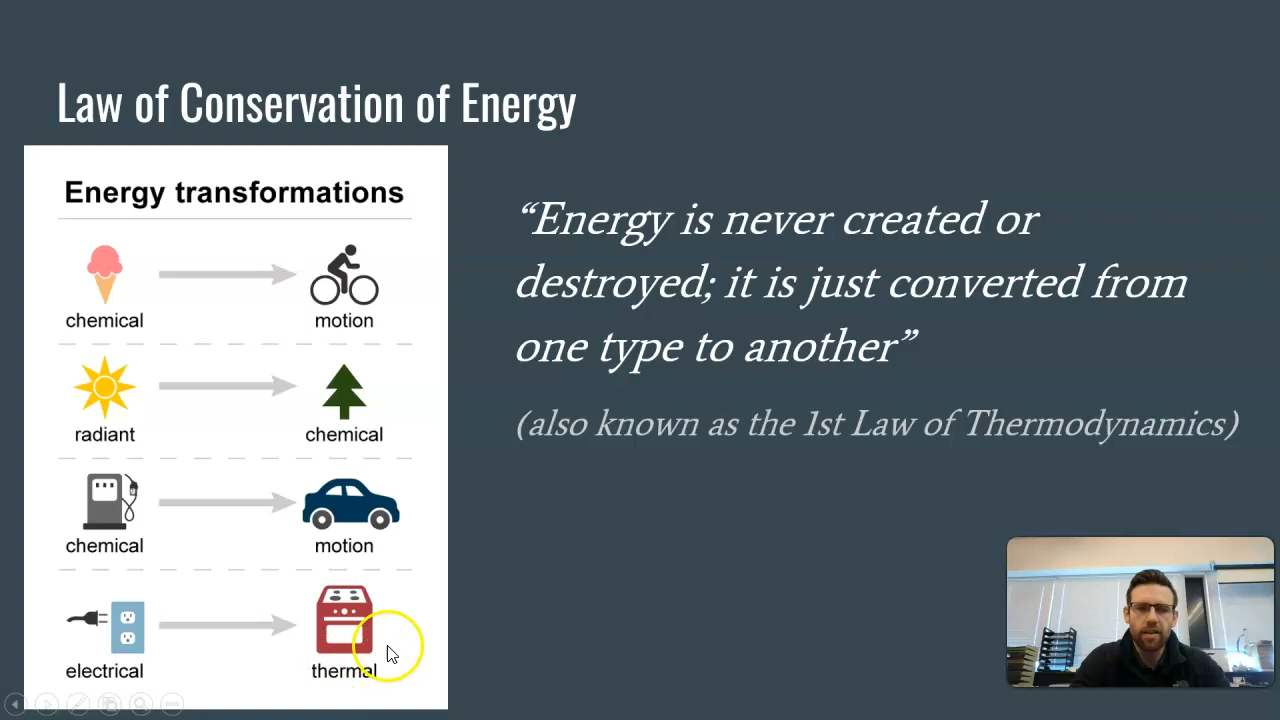 Law of Conservation of Energy
Energy transformations
chemical
motion
radiant
chemical
chemical
motion
electrical
thermal
“Energy is never created or
destroyed; it is just converted from
one type to another”
(also known as the 1st Law of Thermodynamics)